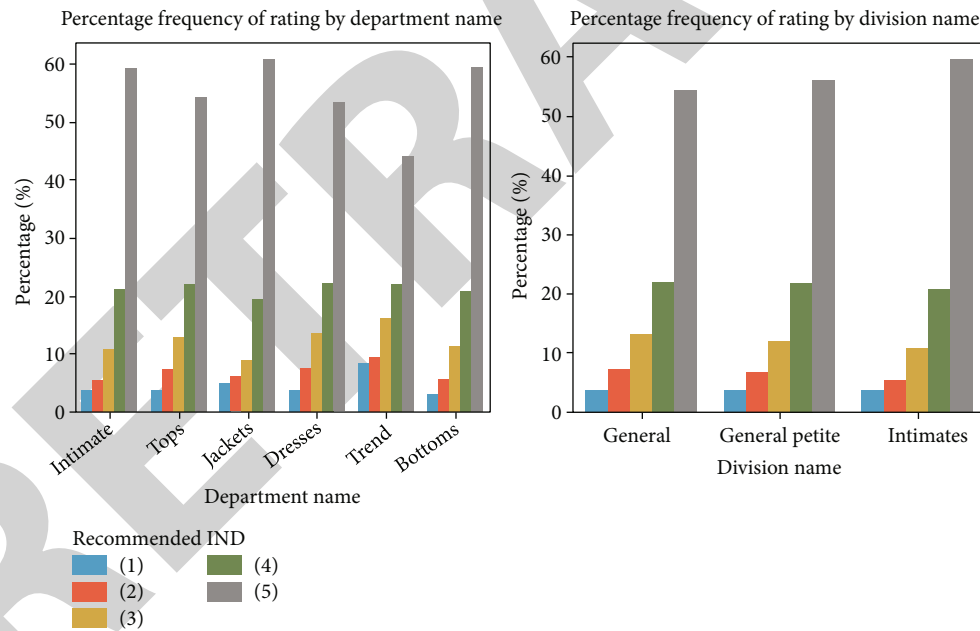 Percentage frequency of rating by department name
Percentage (%)
60
50
40
30
20
10
0
Intimate
Tops
Jackets
Dresses
Trend
Bottoms
Department name
Recommended IND
(1)
(2)
(3)
(4)
(5)
Percentage frequency of rating by division name
Percentage (%)
60
50
40
30
20
10
0
General
General petite
Intimates
Division name
RETRA